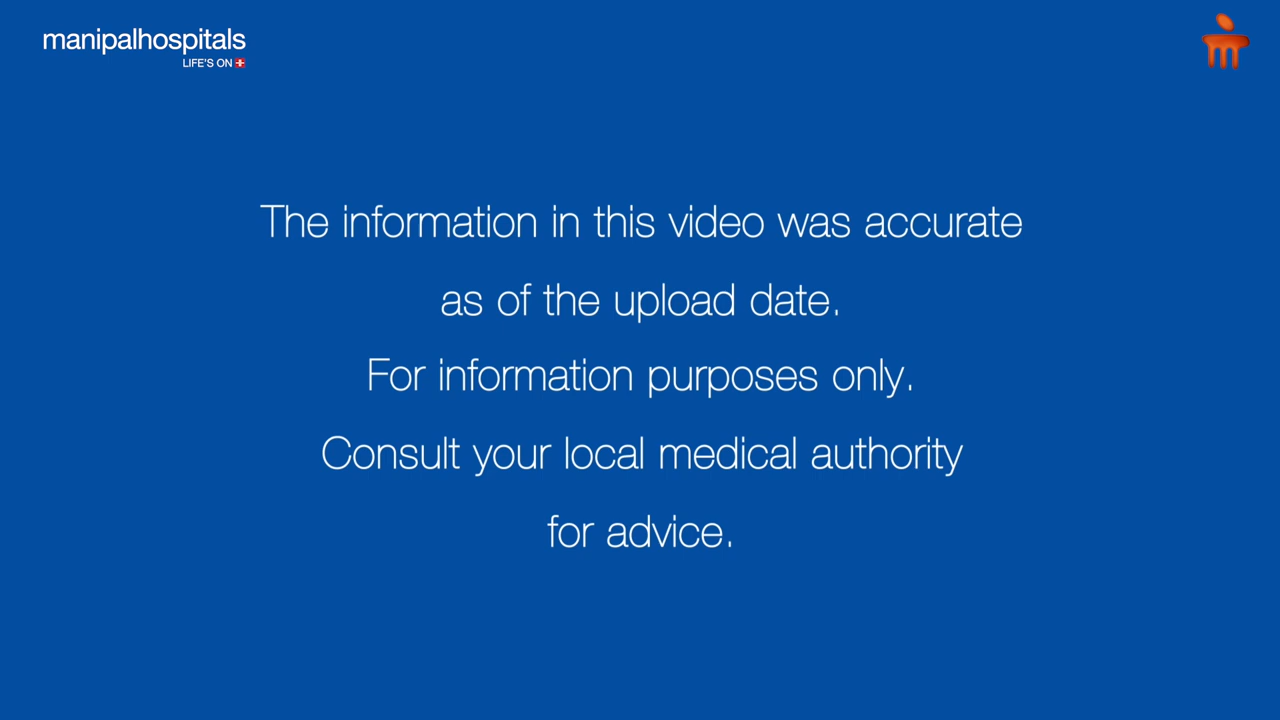 manipalhospitals
LIFE'S ON
The information in this video was accurate
as of the upload date.
For information purposes only.
Consult your local medical authority
for advice.